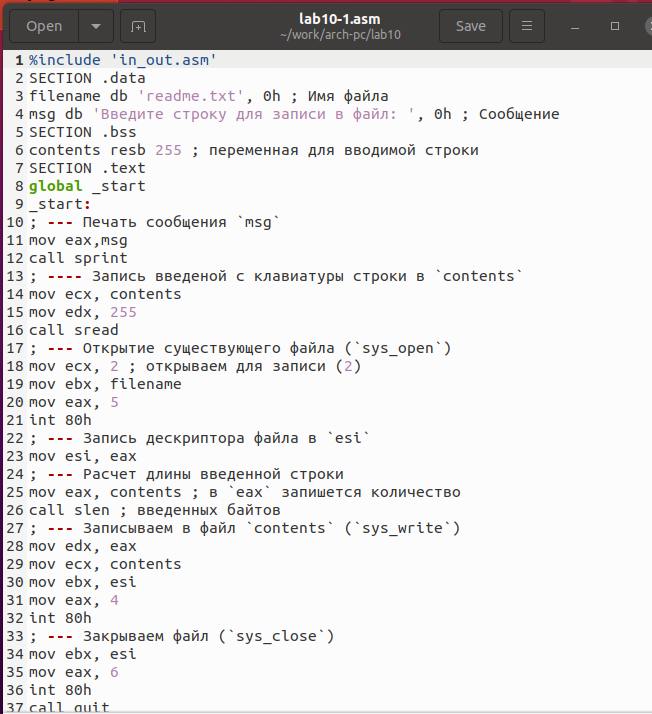 Open
lab10-1.asm
~/work/arch-pc/lab10
Save
1 %include 'in_out.asm'
2 SECTION .data
3 filename db 'readme.txt', 0h ; Имя файла
4 msg db 'Введите строку для записи в файл: ', 0h ; Сообщение
5 SECTION .bss
6 contents resb 255 ; переменная для вводимой строки
7 SECTION .text
8 global _start
9 _start:
10 ; --- Печать сообщения `msg`
11 mov eax,msg
12 call sprint
13 ; ---- Запись введеной с клавиатуры строки в `contents`
14 mov ecx, contents
15 mov edx, 255
16 call sread
17 ; --- Открытие существующего файла (`sys_open`)
18 mov ecx, 2 ; открываем для записи (2)
19 mov ebx, filename
20 mov eax, 5
21 int 80h
22 ; --- Запись дескриптора файла в `esi`
23 mov esi, eax
24 ; --- Расчет длины введенной строки
25 mov eax, contents ; в `eax` запишется количество
26 call slen ; введенных байтов
27 ; --- Записываем в файл `contents` (`sys_write`)
28 mov edx, eax
29 mov ecx, contents
30 mov ebx, esi
31 mov eax, 4
32 int 80h
33 ; --- Закрываем файл (`sys_close`)
34 mov ebx, esi
35 mov eax, 6
36 int 80h
37 call quit